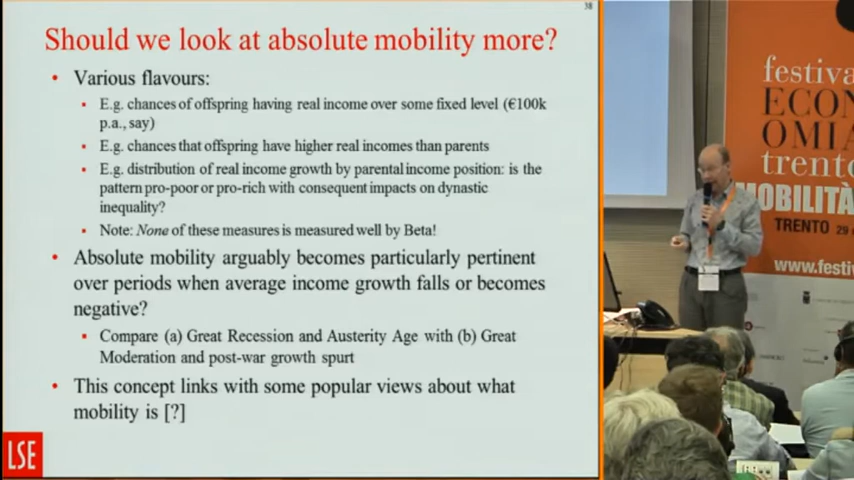 38
Should we look at absolute mobility more?
• Various flavours:
▪ E.g. chances of offspring having real income over some fixed level (€100k
p.a., say)
▪ E.g. chances that offspring have higher real incomes than parents
▪ E.g. distribution of real income growth by parental income position: is the
pattern pro-poor or pro-rich with consequent impacts on dynastic
inequality?
▪ Note: None of these measures is measured well by Beta!
• Absolute mobility arguably becomes particularly pertinent
over periods when average income growth falls or becomes
negative?
▪ Compare (a) Great Recession and Austerity Age with (b) Great
Moderation and post-war growth spurt
• This concept links with some popular views about what
mobility is [?]
LSE
festiva
ECON
OMIA
trento
MOBILITÀ
TRENTO 29
www.festi